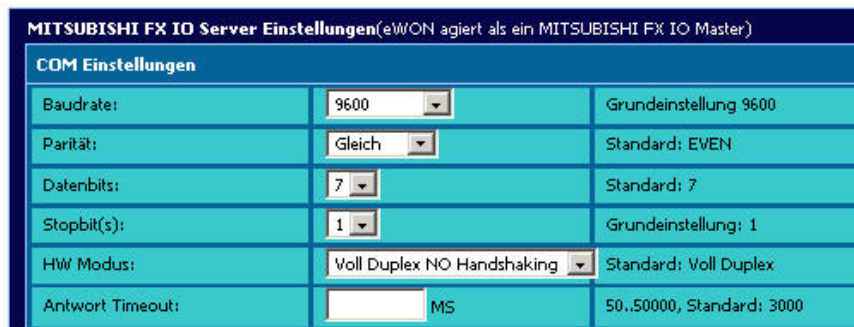 MITSUBISHI FX IO Server Einstellungen(eWON agiert als ein MITSUBISHI FX IO Master)
COM Einstellungen
Baudrate: 9600 Grundeinstellung 9600
Parität: Gleich Standard: EVEN
Datenbits: 7 Standard: 7
Stopbit(s): 1 Grundeinstellung: 1
HW Modus: Voll Duplex NO Handshaking Standard: Voll Duplex
Antwort Timeout: MS 50..50000, Standard: 3000